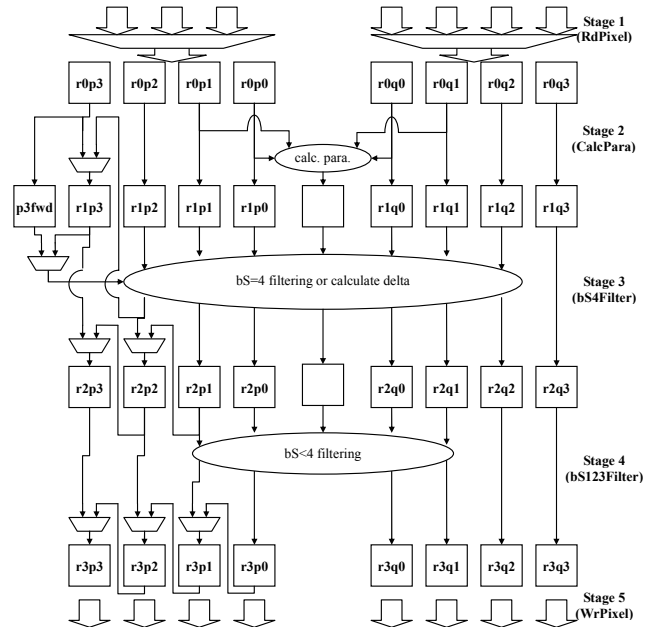 Stage 1
(RdPixel)
r0p3 r0p2 r0p1 r0p0 r0q0 r0q1 r0q2 r0q3
Stage 2
(CalcPara)
calc. para.
p3fwd r1p3 r1p2 r1p1 r1p0 r1q0 r1q1 r1q2 r1q3
Stage 3
(bS4Filter)
bS=4 filtering or calculate delta
r2p3 r2p2 r2p1 r2p0 r2q0 r2q1 r2q2 r2q3
Stage 4
(bS123Filter)
bS<4 filtering
r3p3 r3p2 r3p1 r3p0 r3q0 r3q1 r3q2 r3q3
Stage 5
(WrPixel)